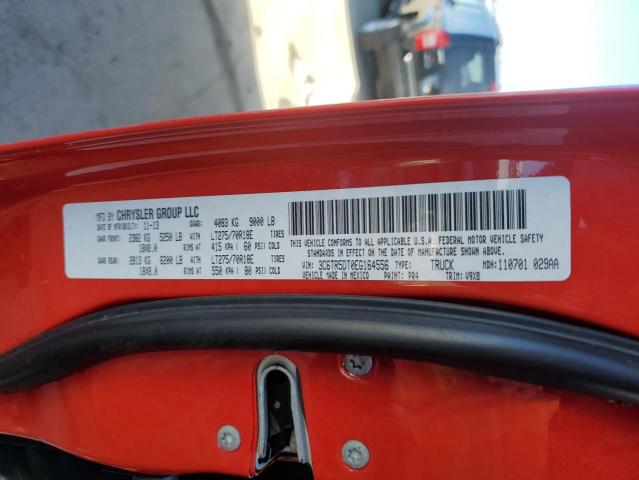 MFD BY CHRYSLER GROUP LLC
DATE OF MFR(BUILT): 11-13 GVWR: 4083 KG 9000 LB
GAWR FRONT: 2382 KG 5250 LB WITH LT275/70R18E TIRES
18X8.0 RIMS AT 415 KPA( 60 PSI) COLD
GAWR REAR: 2813 KG 6200 LB WITH LT275/70R18E TIRES
18X8.0 RIMS AT 550 KPA( 80 PSI) COLD
THIS VEHICLE CONFORMS TO ALL APPLICABLE U.S.A. FEDERAL MOTOR VEHICLE SAFETY
STANDARDS IN EFFECT ON THE DATE OF MANUFACTURE SHOWN ABOVE.
VIN: 3C6TR5DT0EG164556 TYPE: TRUCK MDH: 110701 029AA
VEHICLE MADE IN MEXICO PAINT: PR4 TRIM: V9X8